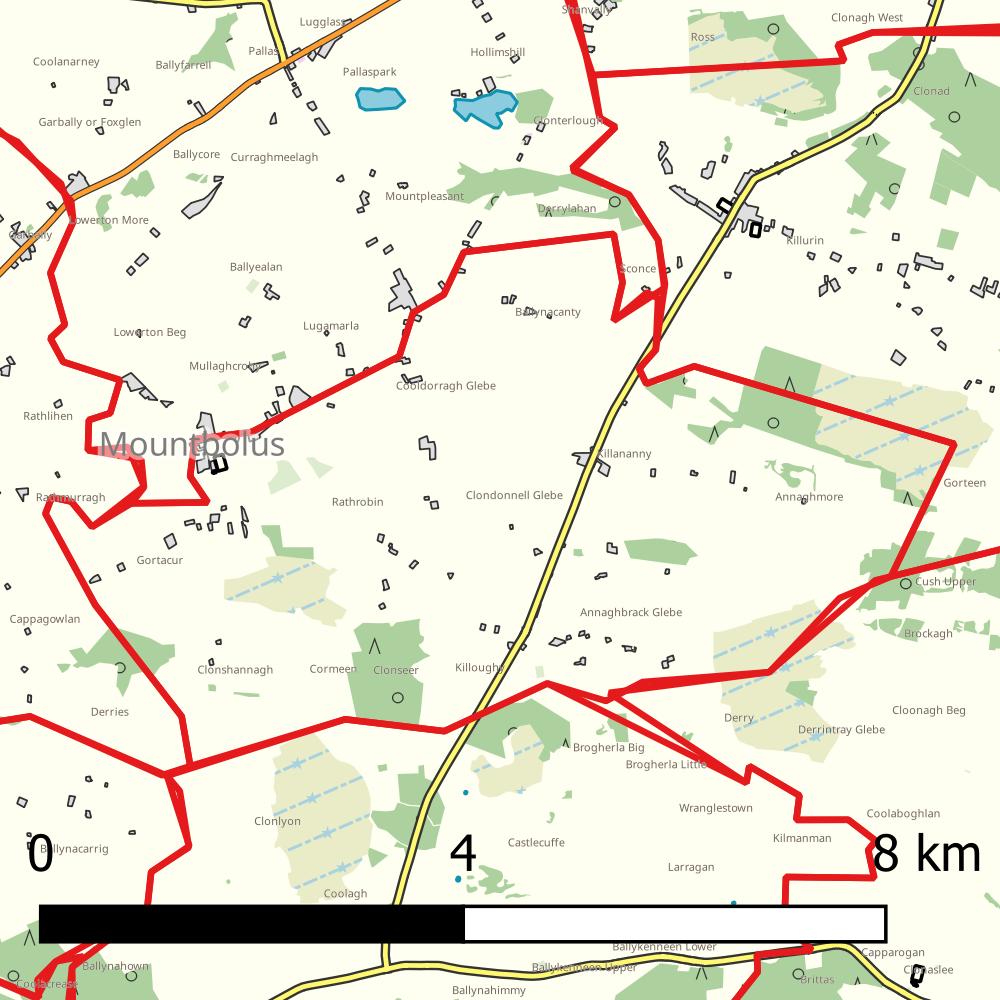 Shanvally
Clonagh West
Lugglass
Ross
Pallas
Hollimshill
Coolanarney
Ballyfarrell
Pallaspark
Clonad
Garbally or Foxglen
Clonterlough
Ballycore
Curraghmeelagh
Mountpleasant
Derrylahan
Lowerton More
Garbally
Killurin
Ballyealan
Sconce
Ballynacanty
Lowerton Beg
Lugamarla
Mullaghcrohy
Cooldorragh Glebe
Rathlihen
Mountbolus
Killananny
Gorteen
Rathmurragh
Rathrobin
Clondonnell Glebe
Annaghmore
Gortacur
Cush Upper
Cappagowlan
Annaghbrack Glebe
Brockagh
Clonshannagh
Cormeen
Clonseer
Killoughy
Derries
Derry
Cloonagh Beg
Derrintray Glebe
Brogherla Big
Brogherla Little
Wranglestown
Coolaboghlan
Clonlyon
Kilmanman
Castlecuffe
Ballynacarrig
0 4 8 km
Larragan
Coolagh
Ballykenneen Lower
Capparogan
Ballynahown
Ballykenneen Upper
Clonaslee
Coolacrease
Brittas
Ballynahimmy